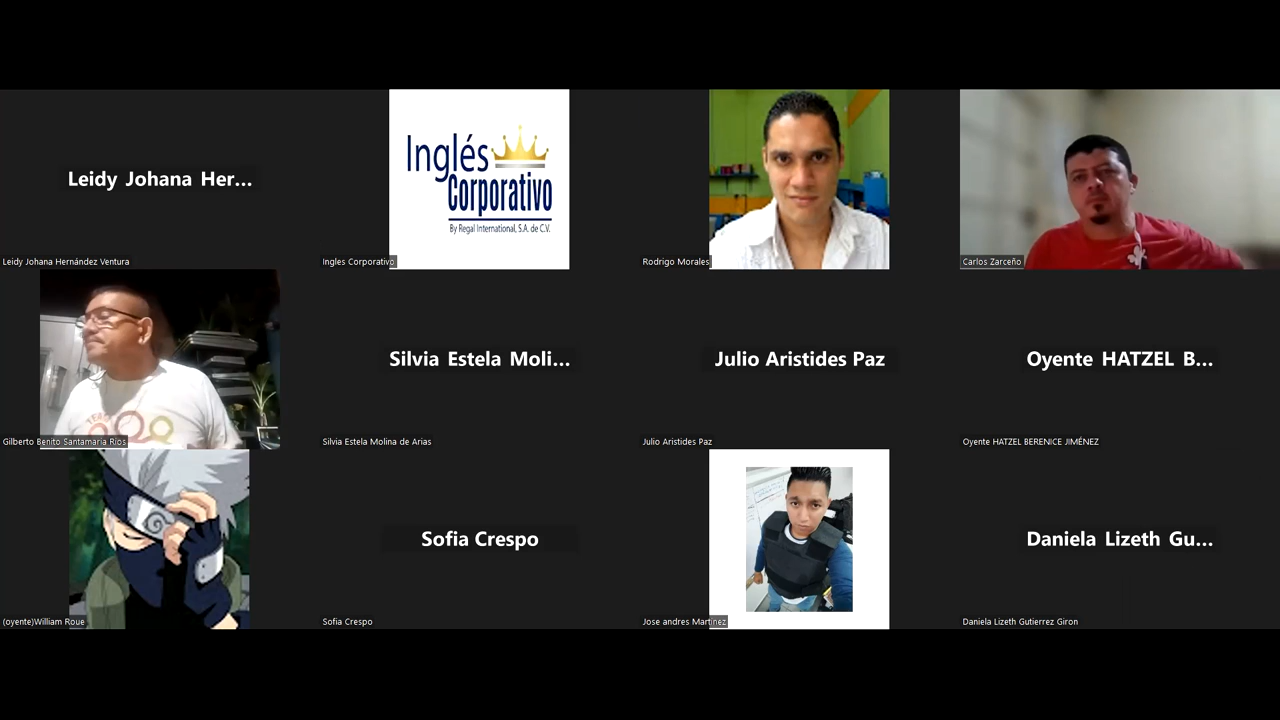 Leidy Johana Her...
Leidy Johana Hernández Ventura
Inglés
Corporativo
By Regal International, S.A. de C.V.
Ingles Corporativo
Rodrigo Morales
Carlos Zarceño
Gilberto Benito Santamaría Ríos
Silvia Estela Moli...
Silvia Estela Molina de Arias
Julio Aristides Paz
Julio Aristides Paz
Oyente HATZEL B...
Oyente HATZEL BERENICE JIMÉNEZ
(oyente)William Roue
Sofia Crespo
Sofia Crespo
Jose andres Martinez
Daniela Lizeth Gu...
Daniela Lizeth Gutierrez Giron